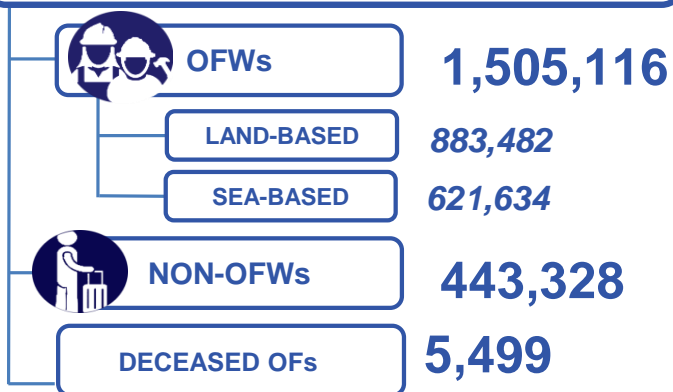 OFWs 1,505,116
LAND-BASED 883,482
SEA-BASED 621,634
NON-OFWs 443,328
DECEASED OFs 5,499